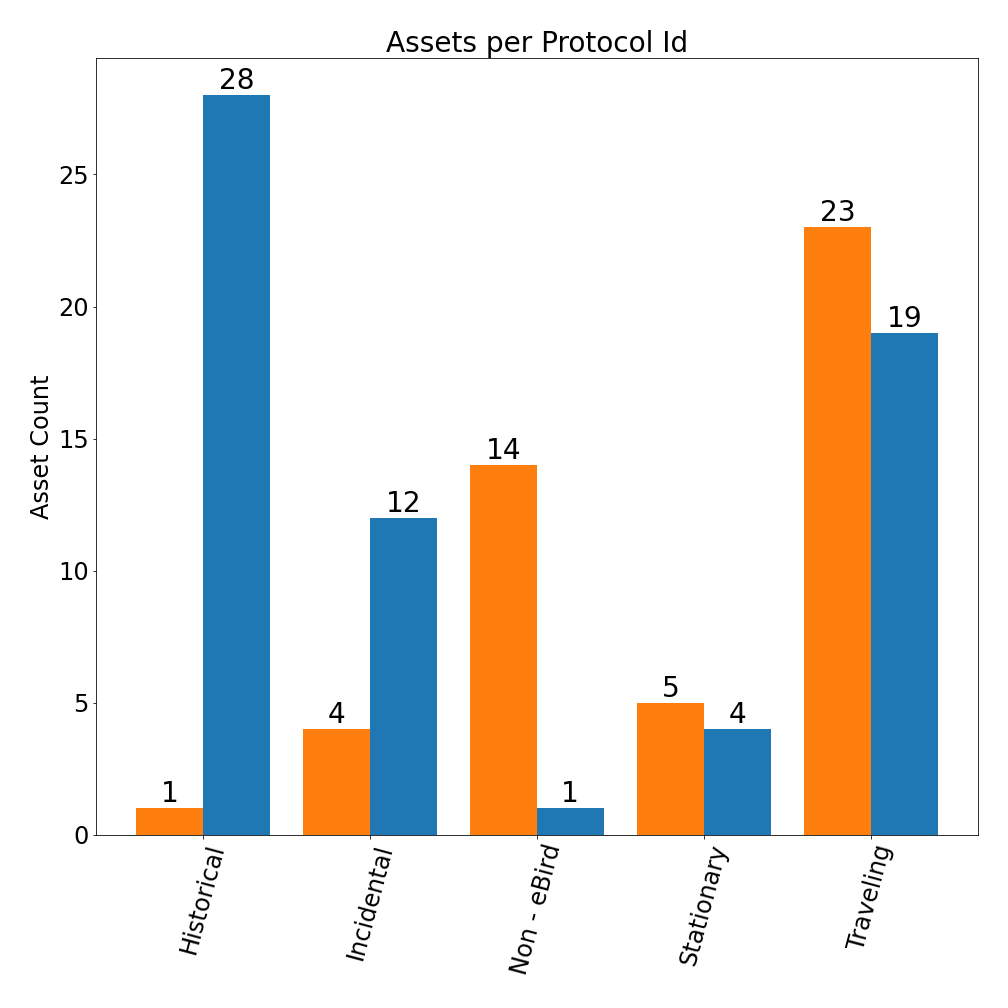 Assets per Protocol Id
Asset Count
25
20
15
10
5
0
1
28
4
12
14
1
5
4
23
19
Historical
Incidental
Non - eBird
Stationary
Traveling